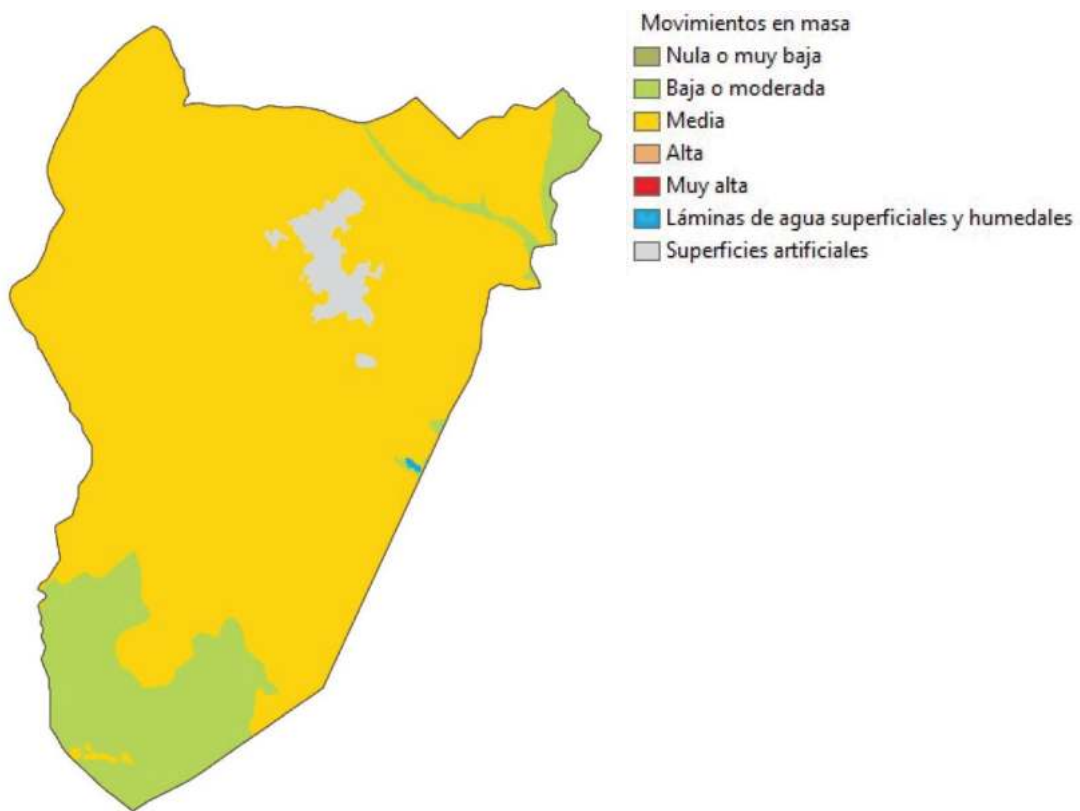 Movimientos en masa
Nula o muy baja
Baja o moderada
Media
Alta
Muy alta
Láminas de agua superficiales y humedales
Superficies artificiales